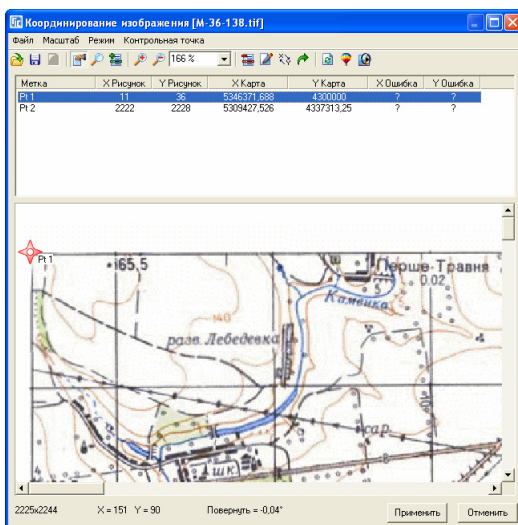 Координирование изображения [M-36-138.tif]
Файл Масштаб Режим Контрольная точка
166 %
Метка X Рисунок Y Рисунок X Карта Y Карта X Ошибка Y Ошибка
Pt 1 11 36 5346371,688 4300000 ? ?
Pt 2 2222 2228 5309427,526 4337313,25 ? ?
Pt 1
165.5
Перше-Травня
0.02
Каменка
140
разв. Лебедевка
сар.
шк.
2225x2244 X = 151 Y = 90 Повернуть = -0,04° Применить Отменить